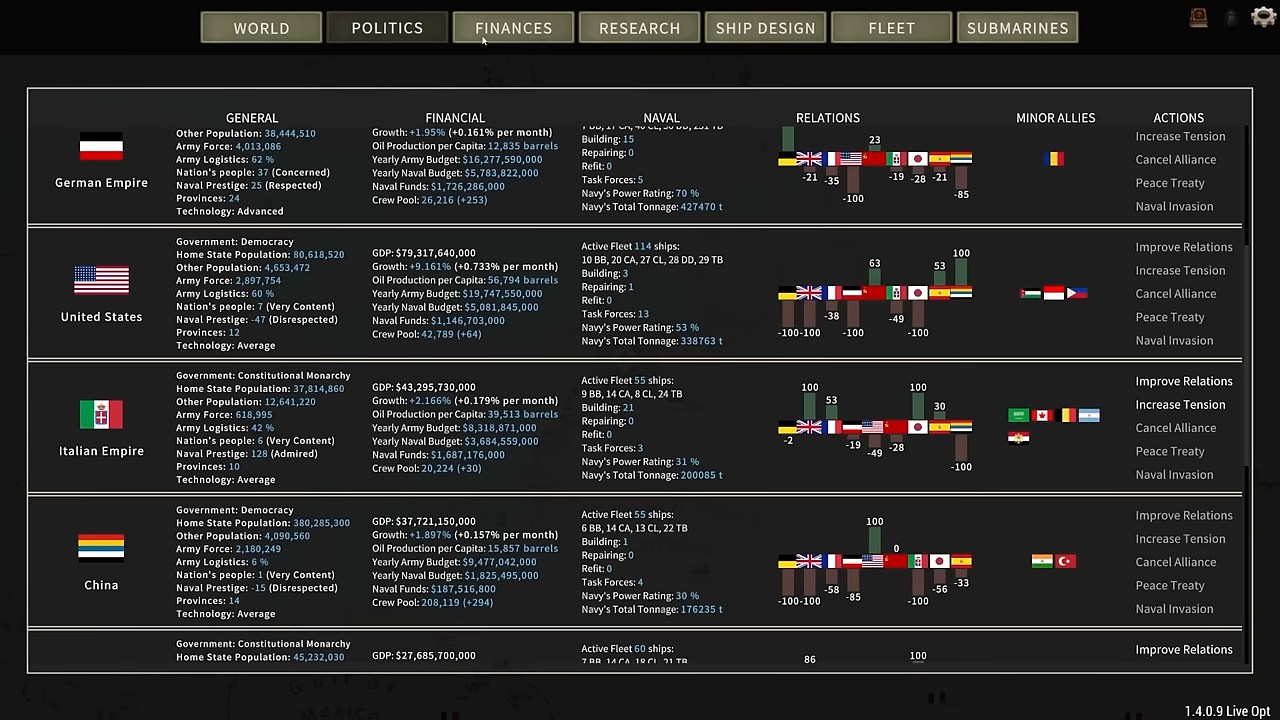 WORLD
POLITICS
FINANCES
RESEARCH
SHIP DESIGN
FLEET
SUBMARINES
GENERAL
FINANCIAL
NAVAL
RELATIONS
MINOR ALLIES
ACTIONS
German Empire
Other Population: 38,444,510
Army Force: 4,013,086
Army Logistics: 62 %
Nation's people: 37 (Concerned)
Naval Prestige: 25 (Respected)
Provinces: 24
Technology: Advanced
Growth: +1.95% (+0.161% per month)
Oil Production per Capita: 12,835 barrels
Yearly Army Budget: $16,277,590,000
Yearly Naval Budget: $5,783,822,000
Naval Funds: $1,726,286,000
Crew Pool: 26,216 (+253)
Building: 15
Repairing: 0
Refit: 0
Task Forces: 5
Navy's Power Rating: 70 %
Navy's Total Tonnage: 427470 t
23
-21
-35
-100
-19
-28
-21
-85
Increase Tension
Cancel Alliance
Peace Treaty
Naval Invasion
United States
Government: Democracy
Home State Population: 80,618,520
Other Population: 4,653,472
Army Force: 2,897,754
Army Logistics: 60 %
Nation's people: 7 (Very Content)
Naval Prestige: -47 (Disrespected)
Provinces: 12
Technology: Average
GDP: $79,317,640,000
Growth: +9.161% (+0.733% per month)
Oil Production per Capita: 56,794 barrels
Yearly Army Budget: $19,747,550,000
Yearly Naval Budget: $5,081,845,000
Naval Funds: $1,146,703,000
Crew Pool: 42,789 (+64)
Active Fleet 114 ships:
10 BB, 20 CA, 27 CL, 28 DD, 29 TB
Building: 3
Repairing: 1
Refit: 0
Task Forces: 13
Navy's Power Rating: 53 %
Navy's Total Tonnage: 338763 t
63
53
100
-100
-100
-38
-100
-49
-100
Improve Relations
Increase Tension
Cancel Alliance
Peace Treaty
Naval Invasion
Italian Empire
Government: Constitutional Monarchy
Home State Population: 37,814,860
Other Population: 12,641,220
Army Force: 618,995
Army Logistics: 42 %
Nation's people: 6 (Very Content)
Naval Prestige: 128 (Admired)
Provinces: 10
Technology: Average
GDP: $43,295,730,000
Growth: +2.166% (+0.179% per month)
Oil Production per Capita: 39,513 barrels
Yearly Army Budget: $8,318,871,000
Yearly Naval Budget: $3,684,559,000
Naval Funds: $1,687,176,000
Crew Pool: 20,224 (+30)
Active Fleet 55 ships:
9 BB, 14 CA, 8 CL, 24 TB
Building: 21
Repairing: 0
Refit: 0
Task Forces: 3
Navy's Power Rating: 31 %
Navy's Total Tonnage: 200085 t
100
53
100
30
-2
-19
-49
-28
-100
Improve Relations
Increase Tension
Cancel Alliance
Peace Treaty
Naval Invasion
China
Government: Democracy
Home State Population: 380,285,300
Other Population: 4,090,560
Army Force: 2,180,249
Army Logistics: 6 %
Nation's people: 1 (Very Content)
Naval Prestige: -15 (Disrespected)
Provinces: 14
Technology: Average
GDP: $37,721,150,000
Growth: +1.897% (+0.157% per month)
Oil Production per Capita: 15,857 barrels
Yearly Army Budget: $9,477,042,000
Yearly Naval Budget: $1,825,495,000
Naval Funds: $187,516,800
Crew Pool: 208,119 (+294)
Active Fleet 55 ships:
6 BB, 14 CA, 13 CL, 22 TB
Building: 1
Repairing: 0
Refit: 0
Task Forces: 4
Navy's Power Rating: 30 %
Navy's Total Tonnage: 176235 t
100
0
-100
-100
-58
-85
-100
-56
-33
Improve Relations
Increase Tension
Cancel Alliance
Peace Treaty
Naval Invasion
Government: Constitutional Monarchy
Home State Population: 45,232,030
GDP: $27,685,700,000
Active Fleet 60 ships:
7 BB, 14 CA, 18 CL, 21 TB
86
100
Improve Relations
Gulf of
Mexico
1.4.0.9 Live Opt